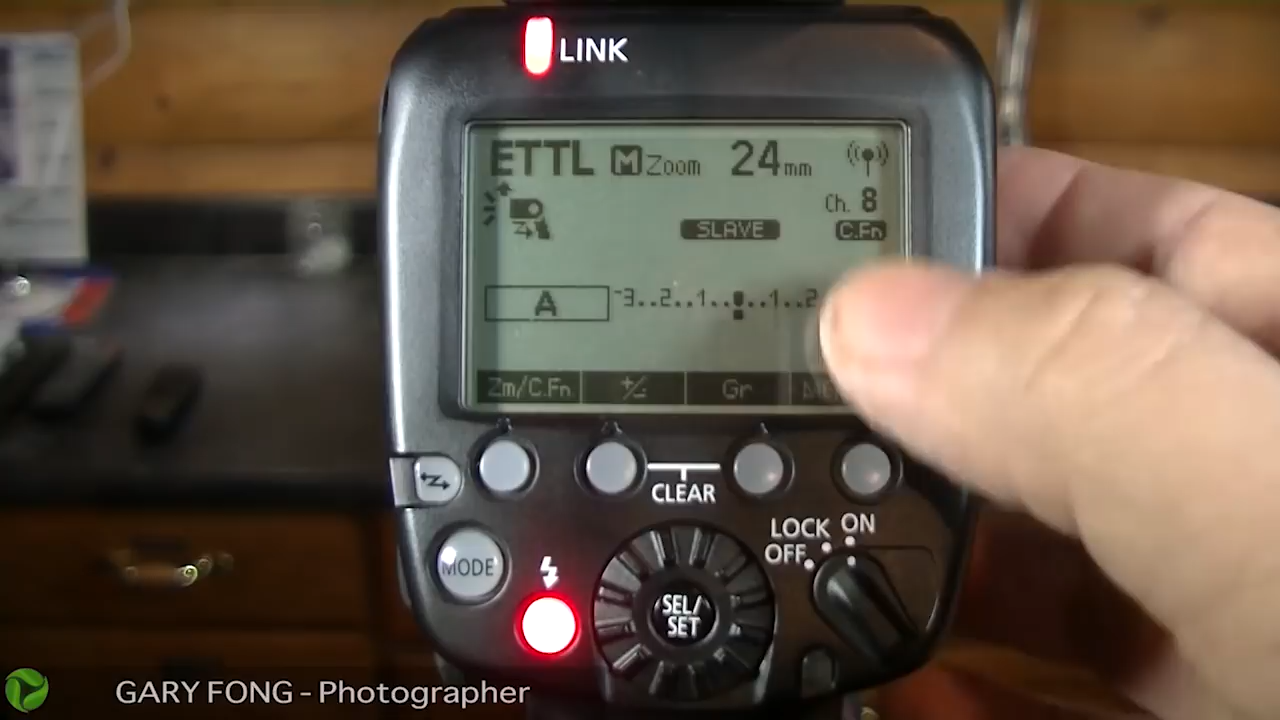 LINK
ETTL M Zoom 24mm
Ch. 8
SLAVE C.Fn
A -3..2..1..0..1..2
Zm/C.Fn +/- Gr
CLEAR
LOCK ON
OFF
MODE
SEL/
SET
GARY FONG - Photographer